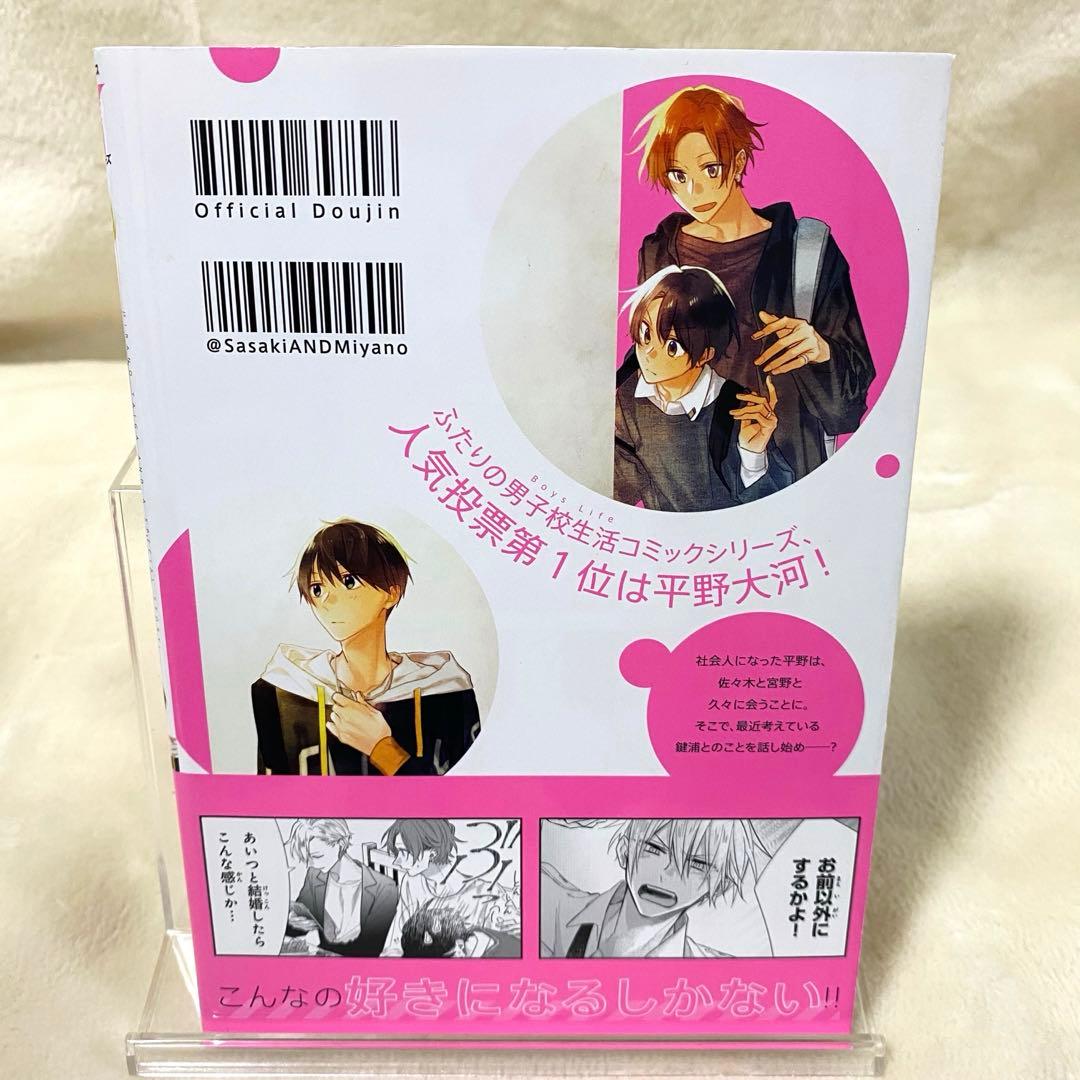 Official Doujin
@SasakiANDMiyano
ふたりの男子校生活コミックシリーズ、
Boys Life
人気投票第1位は平野大河!
社会人になった平野は、
佐々木と宮野と
久々に会うことに。
そこで、最近考えている
鍵浦とのことを話し始め――?
お前以外に
するかよ!
あいつと結婚したら
こんな感じか…
こんなの好きになるしかない!!